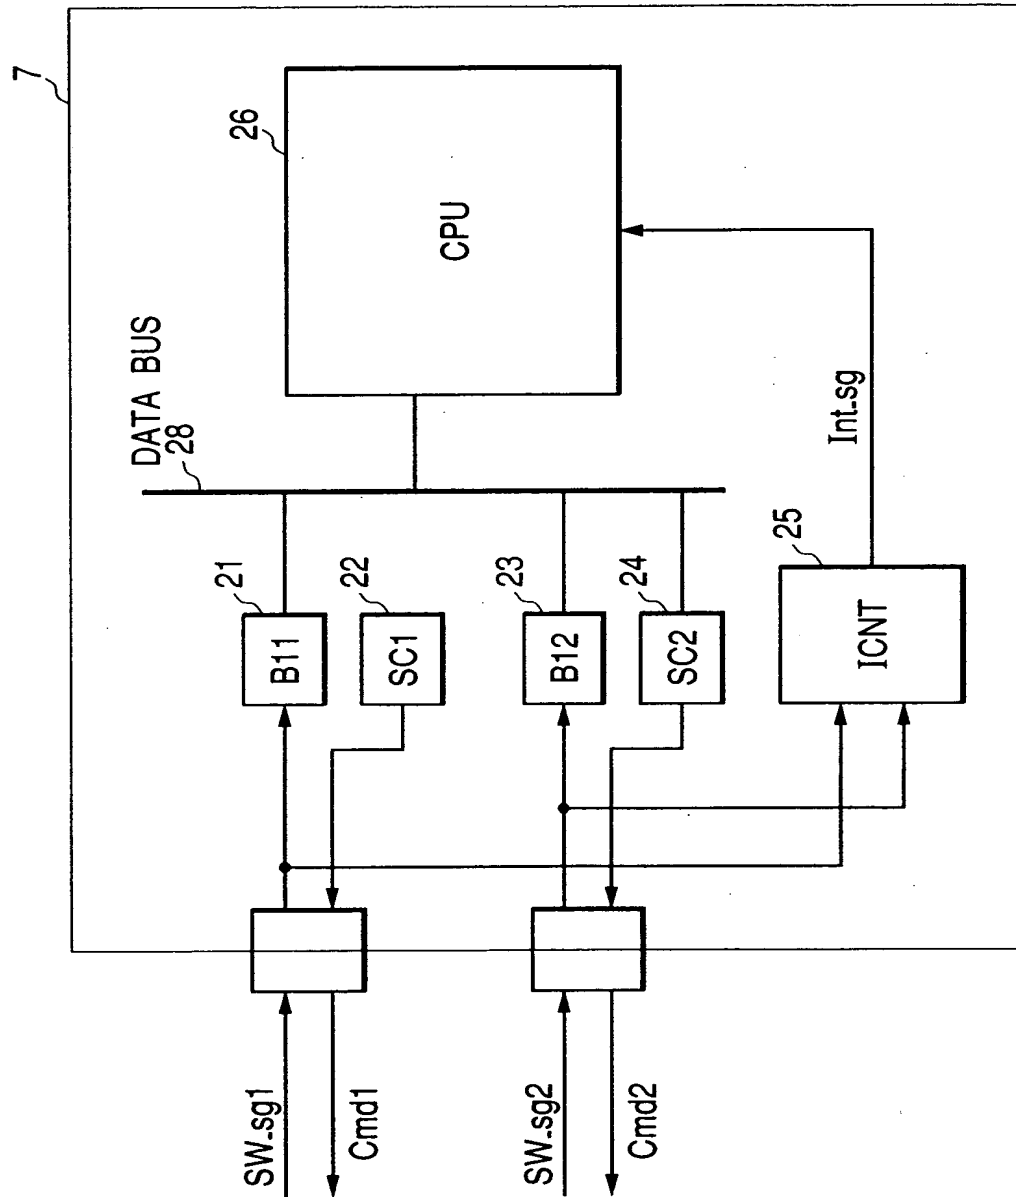 7
26
CPU
DATA BUS
28
21
B11
22
SC1
23
B12
24
SC2
25
ICNT
Int.sg
SW.sg1
Cmd1
SW.sg2
Cmd2